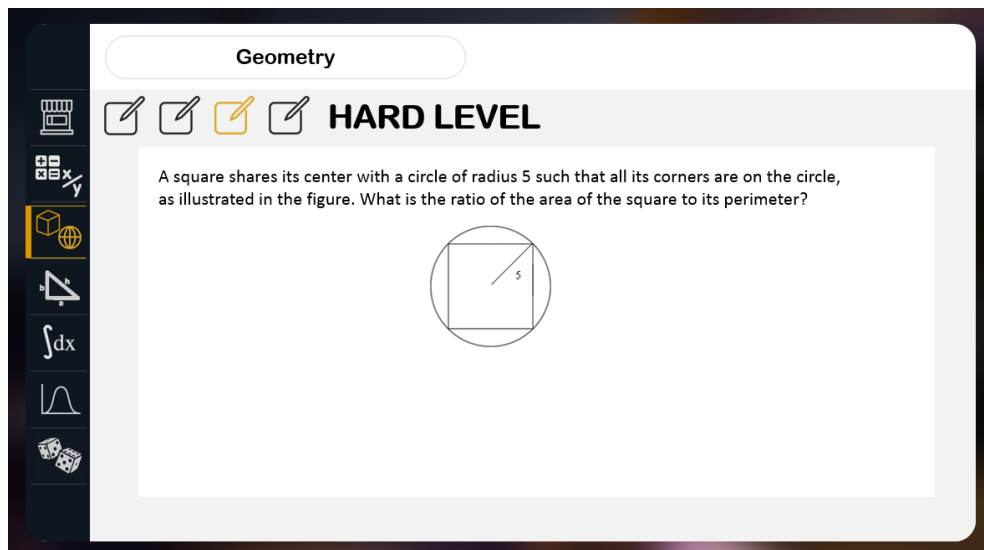 Geometry
HARD LEVEL
A square shares its center with a circle of radius 5 such that all its corners are on the circle,
as illustrated in the figure. What is the ratio of the area of the square to its perimeter?
5
x/y
b h
a
∫dx